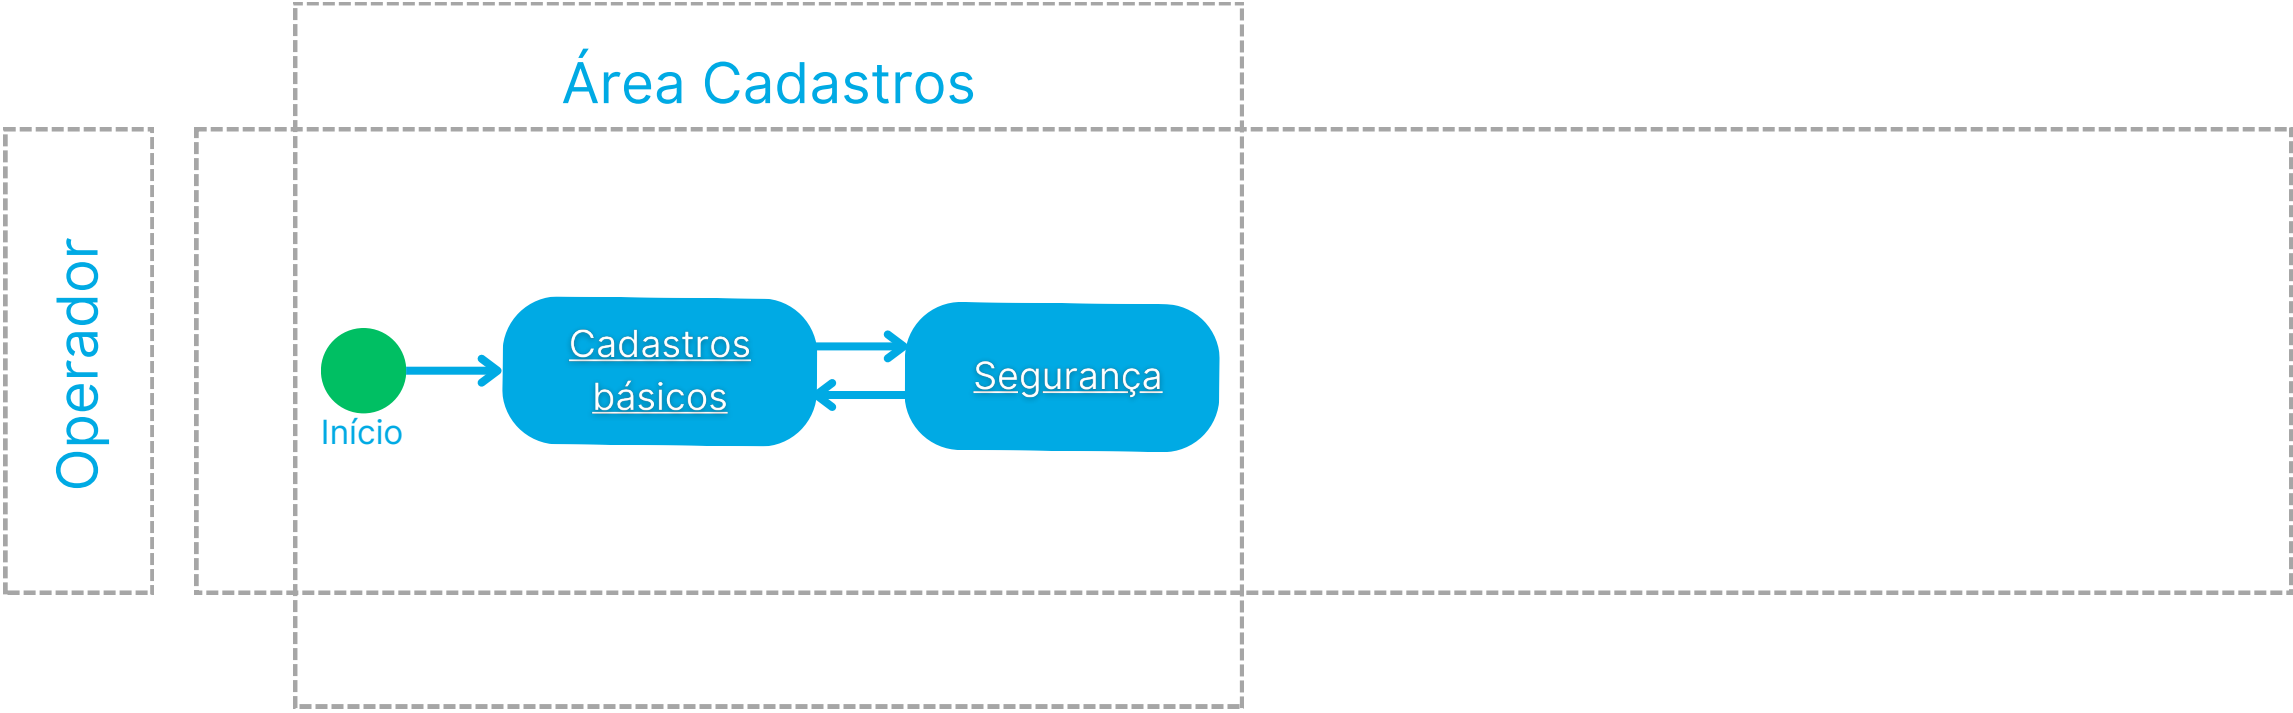 Área Cadastros
Operador
Início
Cadastros
básicos
Segurança